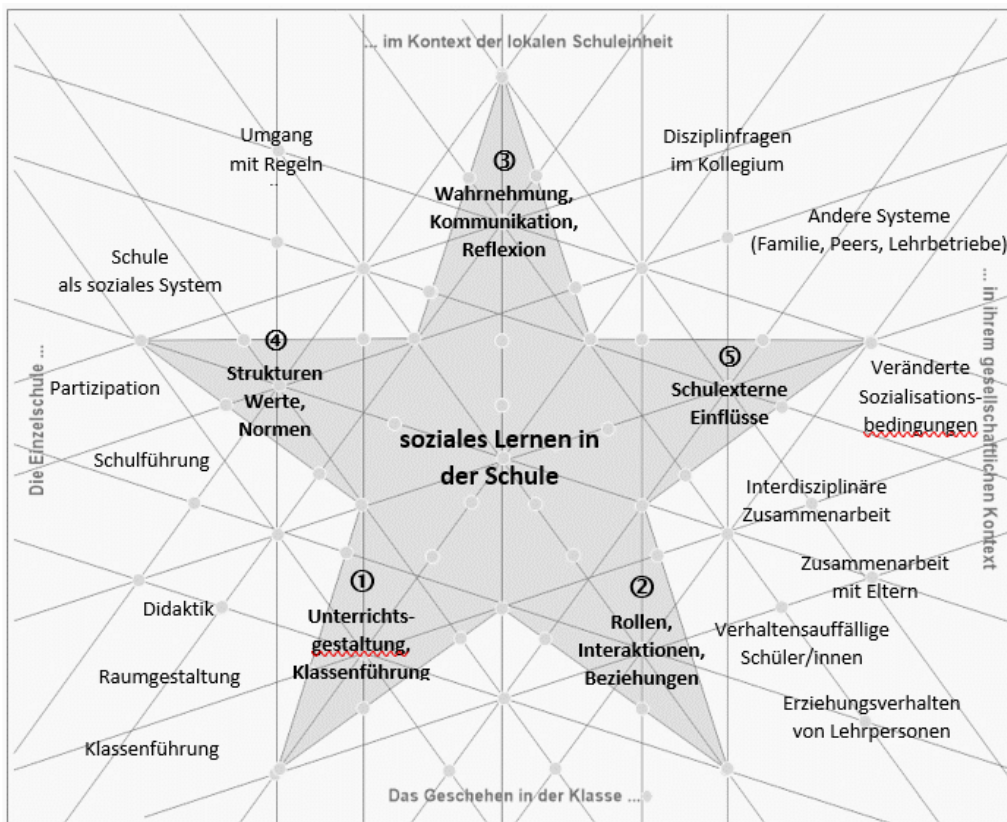 ... im Kontext der lokalen Schuleinheit
Umgang
mit Regeln
..
Disziplinfragen
im Kollegium
③
Wahrnehmung,
Kommunikation,
Reflexion
Andere Systeme
(Familie, Peers, Lehrbetriebe)
Schule
als soziales System
④
Strukturen
Werte,
Normen
⑤
Schulexterne
Einflüsse
Die Einzelschule ...
... in ihrem gesellschaftlichen Kontext
Partizipation
Veränderte
Sozialisations-
bedingungen
soziales Lernen in
der Schule
Schulführung
Interdisziplinäre
Zusammenarbeit
Zusammenarbeit
mit Eltern
①
Unterrichts-
gestaltung,
Klassenführung
②
Rollen,
Interaktionen,
Beziehungen
Didaktik
Verhaltensauffällige
Schüler/innen
Raumgestaltung
Erziehungsverhalten
von Lehrpersonen
Klassenführung
Das Geschehen in der Klasse ...